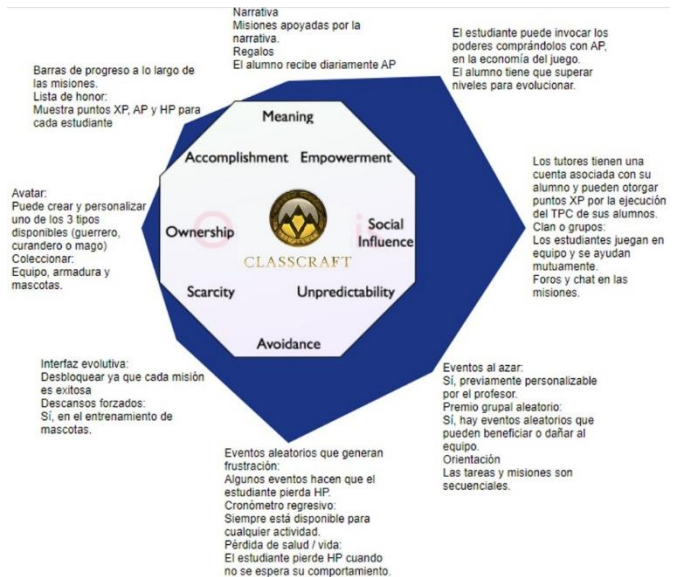 Narrativa
Misiones apoyadas por la
narrativa.
Regalos
El alumno recibe diariamente AP
El estudiante puede invocar los
poderes comprándolos con AP,
en la economía del juego.
El alumno tiene que superar
niveles para evolucionar.
Barras de progreso a lo largo de
las misiones.
Lista de honor:
Muestra puntos XP, AP y HP para
cada estudiante
Meaning
Accomplishment
Empowerment
Los tutores tienen una
cuenta asociada con su
alumno y pueden otorgar
puntos XP por la ejecución
del TPC de sus alumnos.
Clan o grupos:
Los estudiantes juegan en
equipo y se ayudan
mutuamente.
Foros y chat en las
misiones.
Avatar:
Puede crear y personalizar
uno de los 3 tipos
disponibles (guerrero,
curandero o mago)
Coleccionar:
Equipo, armadura y
mascotas.
Ownership
Social
Influence
CLASSCRAFT
Scarcity
Unpredictability
Avoidance
Interfaz evolutiva:
Desbloquear ya que cada misión
es exitosa
Descansos forzados:
Sí, en el entrenamiento de
mascotas.
Eventos al azar:
Sí, previamente personalizable
por el profesor.
Premio grupal aleatorio:
Sí, hay eventos aleatorios que
pueden beneficiar o dañar al
equipo.
Orientación
Las tareas y misiones son
secuenciales.
Eventos aleatorios que generan
frustración:
Algunos eventos hacen que el
estudiante pierda HP.
Cronómetro regresivo:
Siempre está disponible para
cualquier actividad.
Pérdida de salud / vida:
El estudiante pierde HP cuando
no se espera su comportamiento.